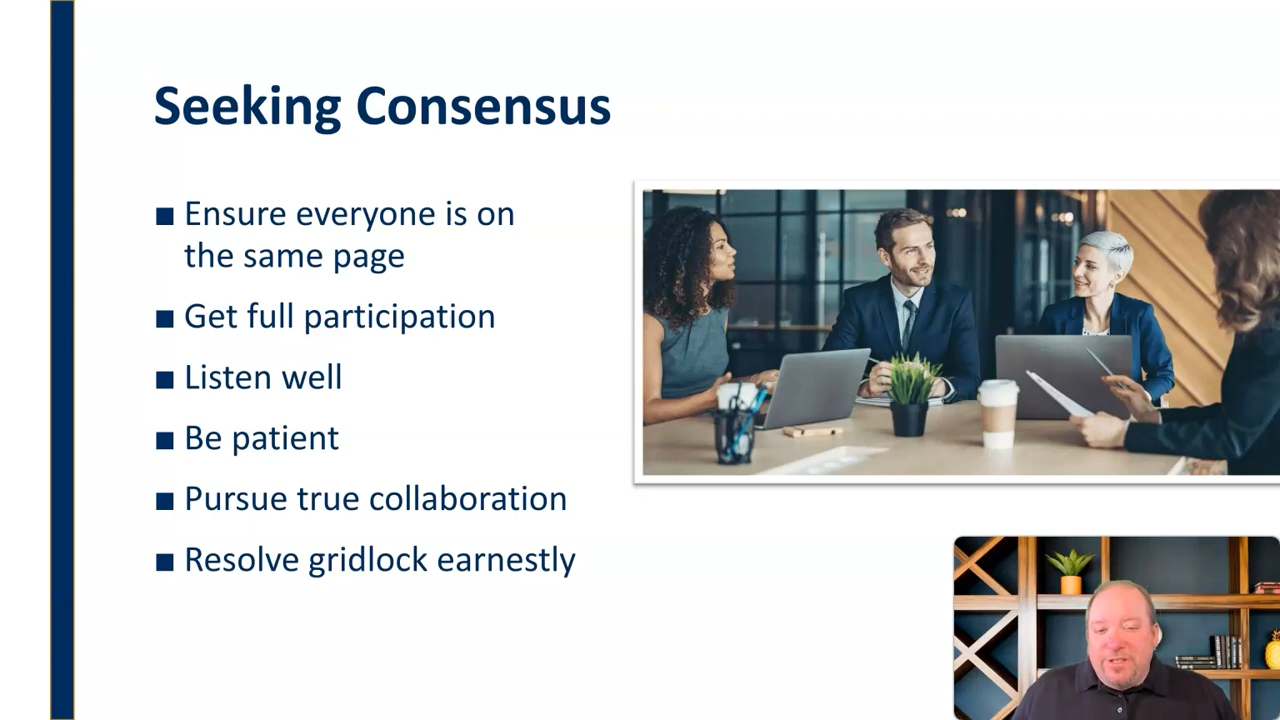 Seeking Consensus
■ Ensure everyone is on
the same page
■ Get full participation
■ Listen well
■ Be patient
■ Pursue true collaboration
■ Resolve gridlock earnestly